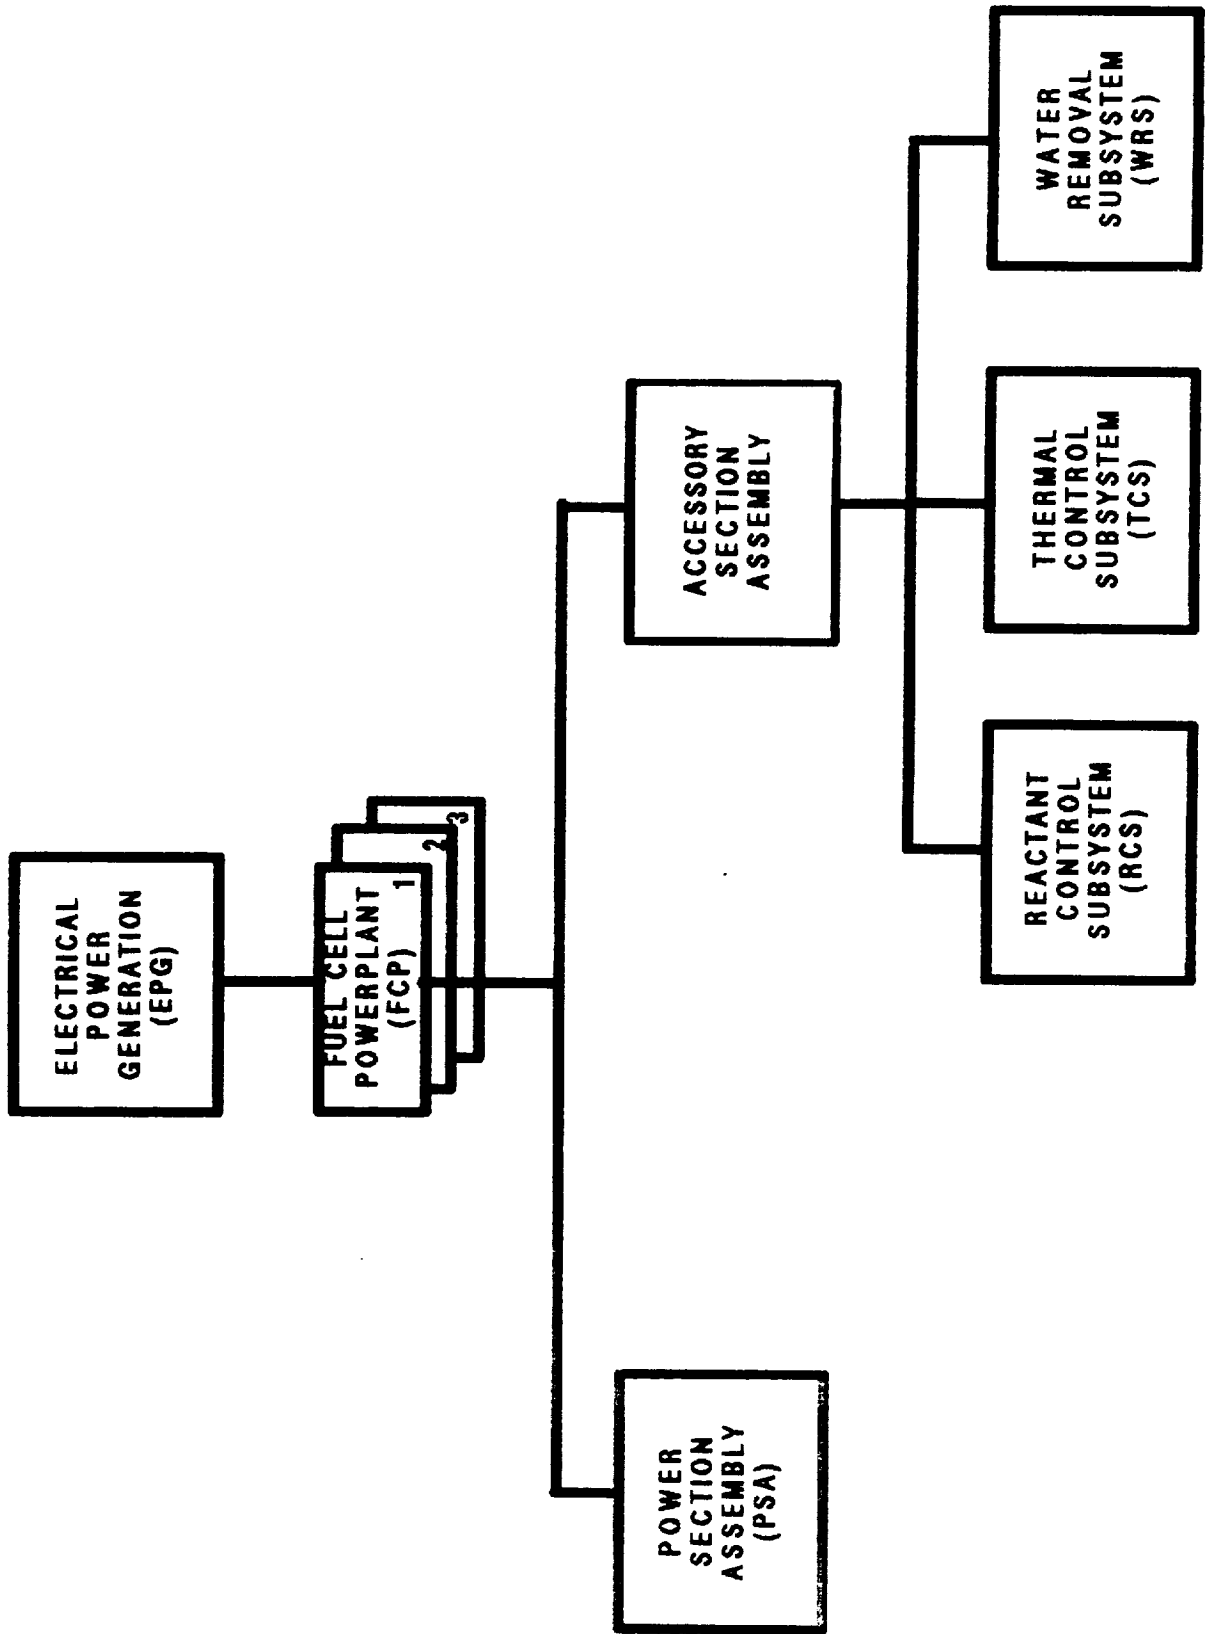 ELECTRICAL
POWER
GENERATION
(EPG)
FUEL CELL
POWERPLANT
(FCP)
1
2
3
POWER
SECTION
ASSEMBLY
(PSA)
ACCESSORY
SECTION
ASSEMBLY
REACTANT
CONTROL
SUBSYSTEM
(RCS)
THERMAL
CONTROL
SUBSYSTEM
(TCS)
WATER
REMOVAL
SUBSYSTEM
(WRS)